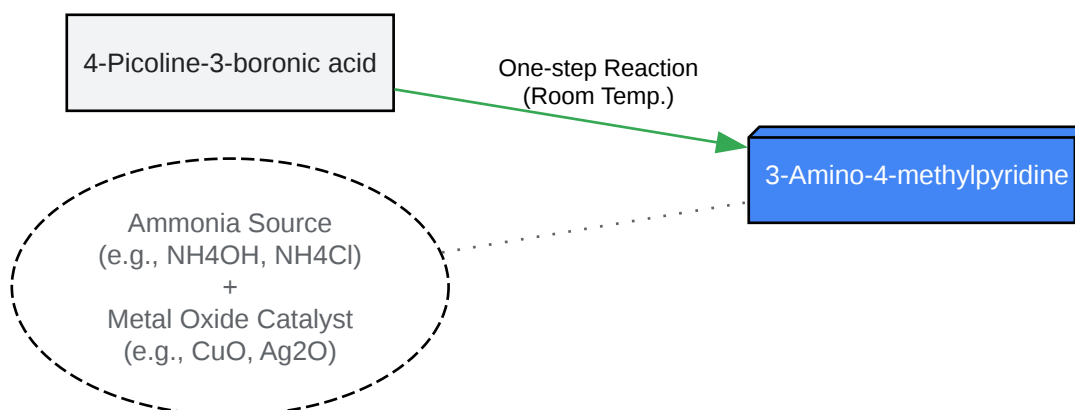 4-Picoline-3-boronic acid
One-step Reaction
(Room Temp.)
3-Amino-4-methylpyridine
Ammonia Source
(e.g., NH4OH, NH4Cl)
+
Metal Oxide Catalyst
(e.g., CuO, Ag2O)